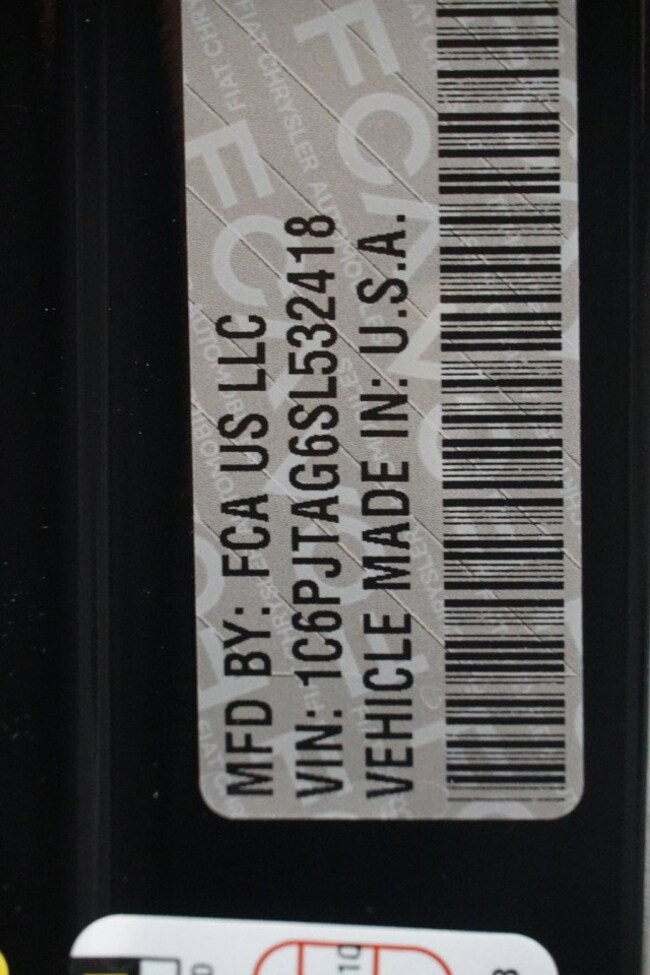 MFD BY: FCA US LLC
VIN: 1C6PJTAG6SL532418
VEHICLE MADE IN: U.S.A.